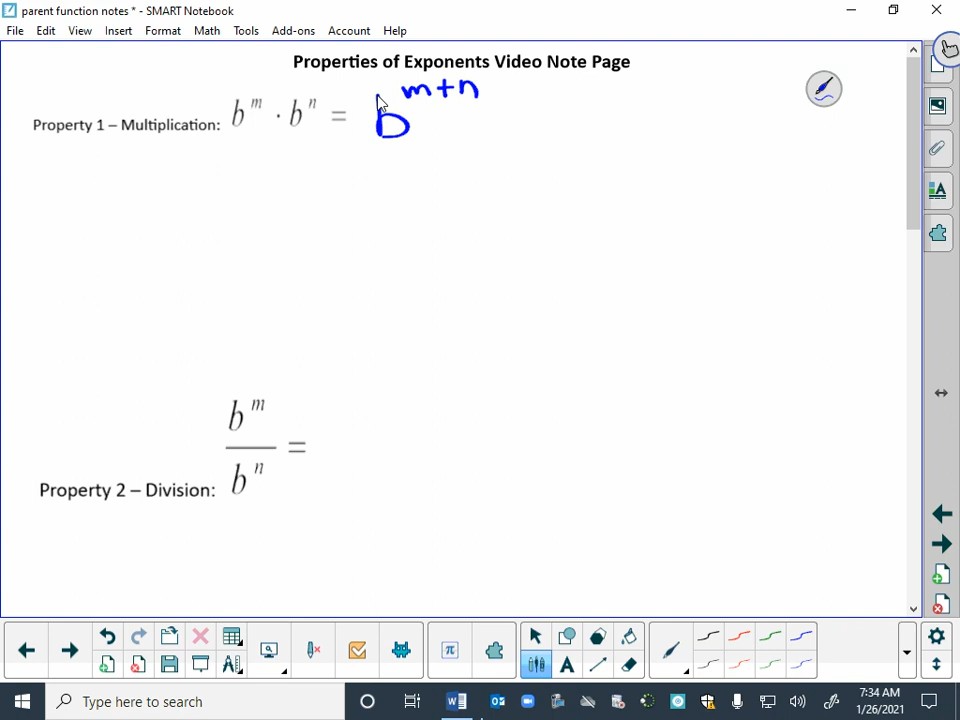 parent function notes * - SMART Notebook
File Edit View Insert Format Math Tools Add-ons Account Help
Properties of Exponents Video Note Page
Property 1 – Multiplication: b^m · b^n = b^m+n
Property 2 – Division: b^m / b^n =
Type here to search
7:34 AM
1/26/2021